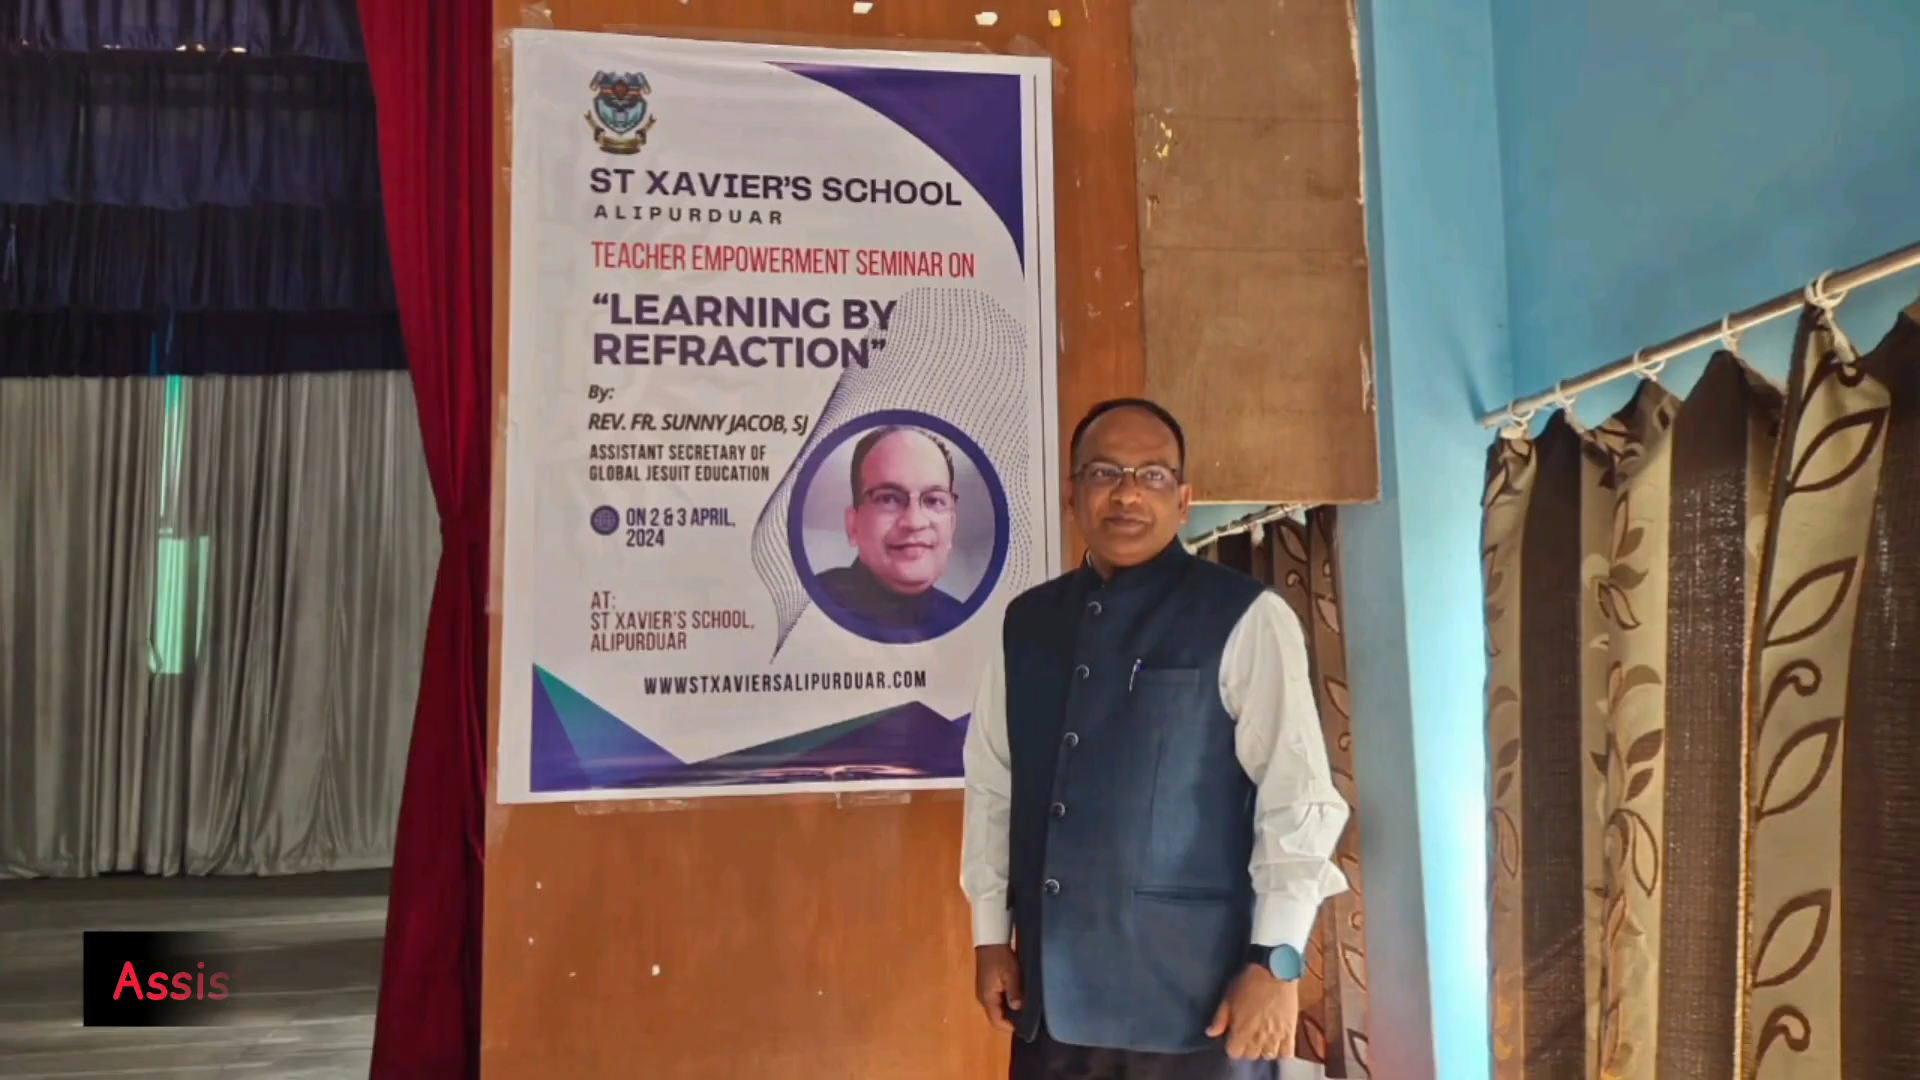 ST XAVIER'S SCHOOL
ALIPURDUAR
TEACHER EMPOWERMENT SEMINAR ON
“LEARNING BY
REFRACTION”
By:
REV. FR. SUNNY JACOB, SJ
ASSISTANT SECRETARY OF
GLOBAL JESUIT EDUCATION
ON 2 & 3 APRIL,
2024
AT:
ST XAVIER'S SCHOOL,
ALIPURDUAR
WWWSTXAVIERSALIPURDUAR.COM
Assis